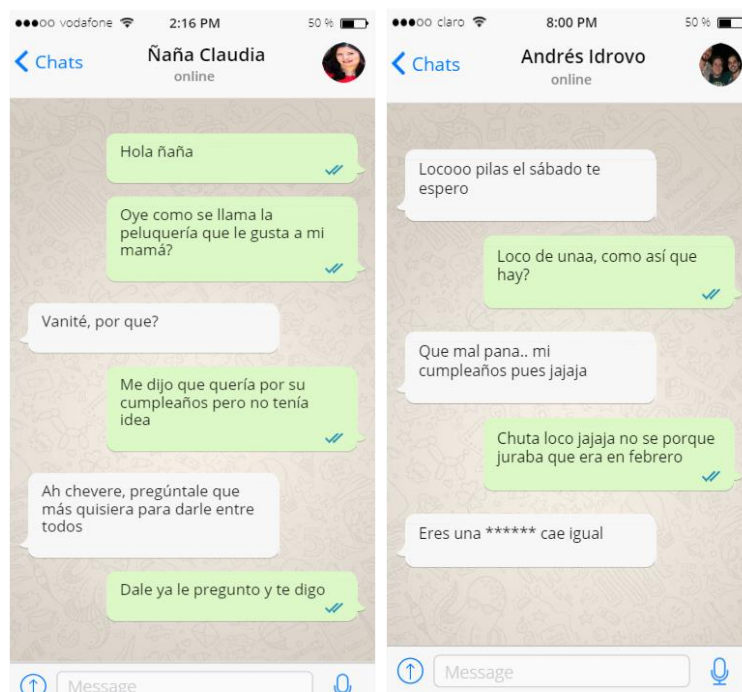 vodafone 2:16 PM 50 %
Chats
Ñaña Claudia
online
Hola ñaña
Oye como se llama la
peluquería que le gusta a mi
mamá?
Vanité, por que?
Me dijo que quería por su
cumpleaños pero no tenía
idea
Ah chevere, pregúntale que
más quisiera para darle entre
todos
Dale ya le pregunto y te digo
Message
claro 8:00 PM 50 %
Chats
Andrés Idrovo
online
Locooo pilas el sábado te
espero
Loco de unaa, como así que
hay?
Que mal pana.. mi
cumpleaños pues jajaja
Chuta loco jajaja no se porque
juraba que era en febrero
Eres una ****** cae igual
Message